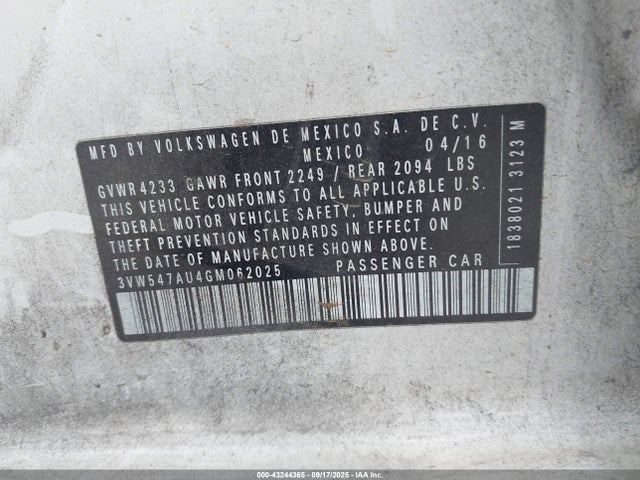 MFD BY VOLKSWAGEN DE MEXICO S.A. DE C.V.
MEXICO 04/16
GVWR 4233 GAWR FRONT 2249 / REAR 2094 LBS
THIS VEHICLE CONFORMS TO ALL APPLICABLE U.S.
FEDERAL MOTOR VEHICLE SAFETY, BUMPER AND
THEFT PREVENTION STANDARDS IN EFFECT ON
THE DATE OF MANUFACTURE SHOWN ABOVE.
3VW547AU4GM062025 PASSENGER CAR
18380213 3123 M
000-43244365 - 09/17/2025 - IAA Inc.